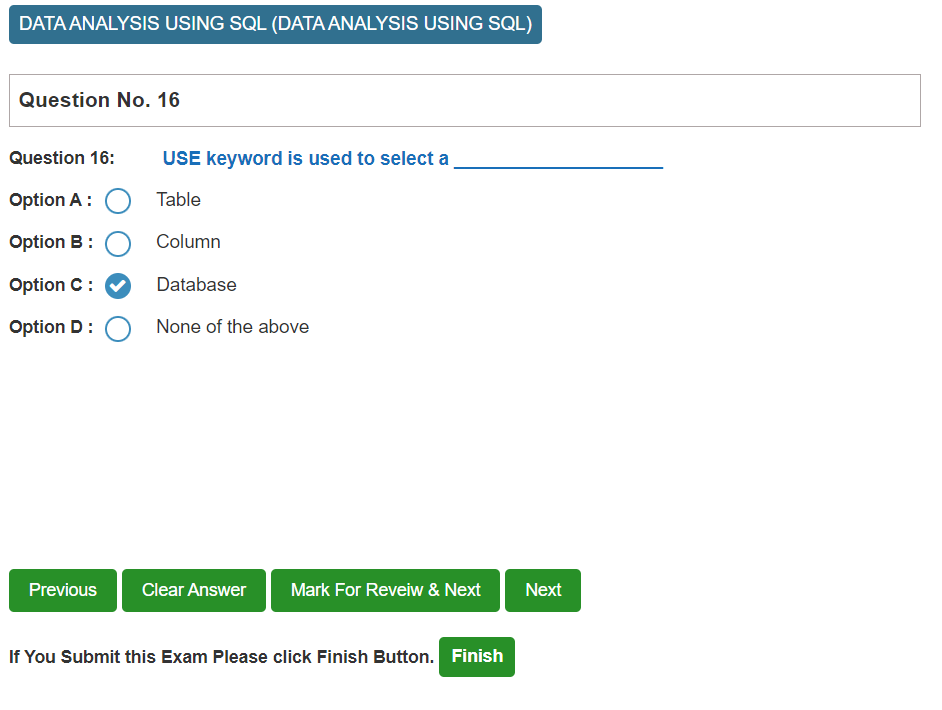 DATA ANALYSIS USING SQL (DATA ANALYSIS USING SQL)
Question No. 16
Question 16: USE keyword is used to select a ____________________
Option A : Table
Option B : Column
Option C : Database
Option D : None of the above
Previous Clear Answer Mark For Reveiw & Next Next
If You Submit this Exam Please click Finish Button. Finish